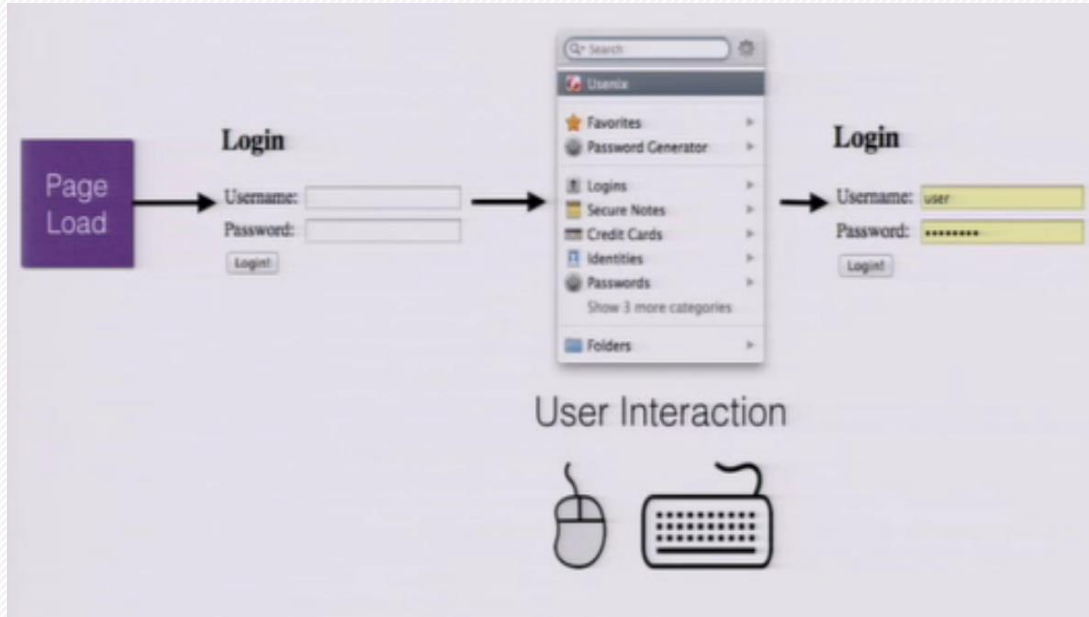 Page
Load
Login
Username:
Password:
Login!
Search
Usenix
Favorites
Password Generator
Logins
Secure Notes
Credit Cards
Identities
Passwords
Show 3 more categories
Folders
User Interaction
Login
Username: user
Password: ••••••••
Login!